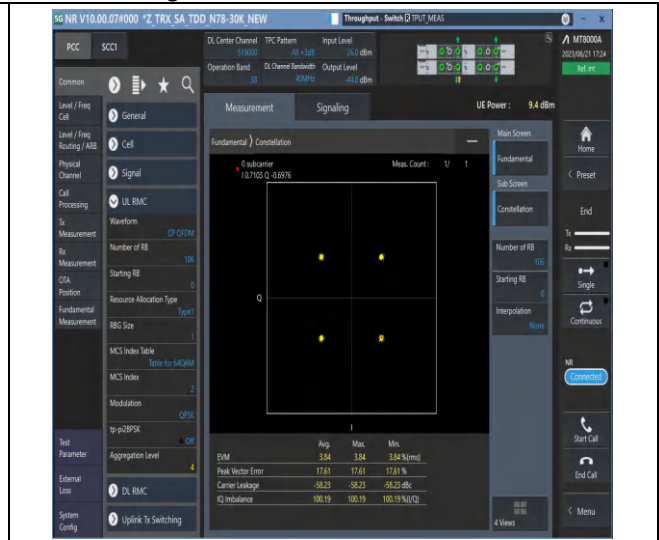 SG NR V10.00.07#000 *Z_TRX_SA_TDD_N78-30K_NEW
Throughput - Switch TPUT_MEAS
PCC
SCC1
DL Center Channel
519000
TPC Pattern
All +3dB
Input Level
26.0 dBm
Operation Band
38
DL Channel Bandwidth
40MHz
Output Level
-44.0 dBm
MT8000A
2023/06/21 17:24
Ref. Int
Common
Level / Freq
Cell
Level / Freq
Routing / ARB
Physical
Channel
Call
Processing
Tx
Measurement
Rx
Measurement
OTA
Position
Fundamental
Measurement
Test
Parameter
External
Loss
System
Config
General
Cell
Signal
UL RMC
Waveform
CP OFDM
Number of RB
106
Starting RB
0
Resource Allocation Type
Type1
RBG Size
1
MCS Index Table
Table for 64QAM
MCS Index
2
Modulation
QPSK
tp-pi2BPSK
Off
Aggregation Level
4
DL RMC
Uplink Tx Switching
Measurement
Signaling
UE Power : 9.4 dBm
Fundamental
Constellation
0 subcarrier
I 0.7103 Q -0.6976
Meas. Count : 1/ 1
Q
I
Avg. Max. Min.
EVM 3.84 3.84 3.84 %(rms)
Peak Vector Error 17.61 17.61 17.61 %
Carrier Leakage -58.23 -58.23 -58.23 dBc
IQ Imbalance 100.19 100.19 100.19 %(I/Q)
Main Screen
Fundamental
Sub Screen
Constellation
Number of RB
106
Starting RB
0
Interpolation
None
4 Views
Home
Preset
End
Tx
Rx
Single
Continuous
NR
Connected
Start Call
End Call
Menu